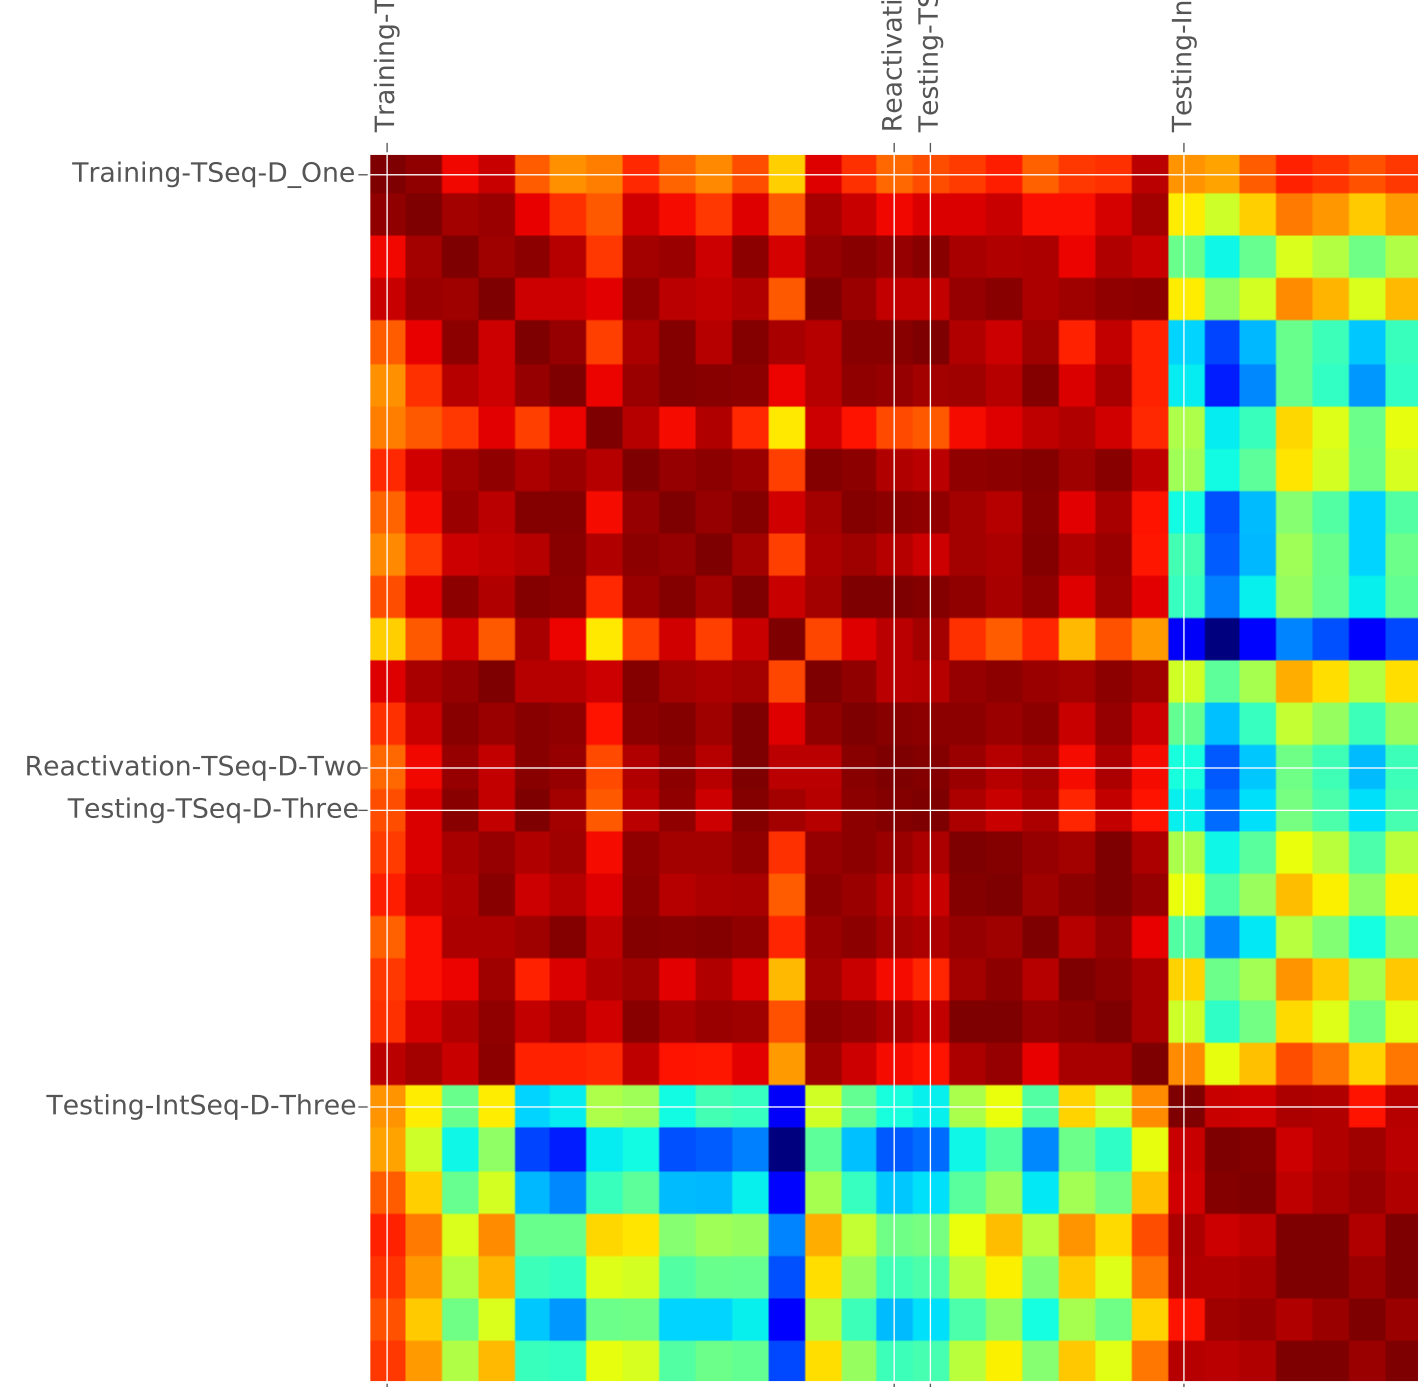 Training-T
Reactivati
Testing-TS
Testing-In
Training-TSeq-D_One
Reactivation-TSeq-D-Two
Testing-TSeq-D-Three
Testing-IntSeq-D-Three